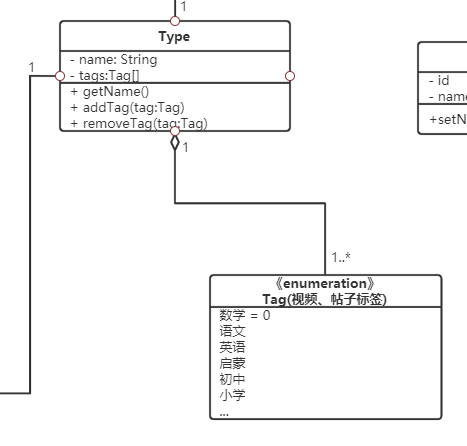 1
Type
- name: String
- tags:Tag[]
+ getName()
+ addTag(tag:Tag)
+ removeTag(tag:Tag)
1
1
1..*
《enumeration》
Tag(视频、帖子标签)
数学 = 0
语文
英语
启蒙
初中
小学
...
- id
- name
+setN